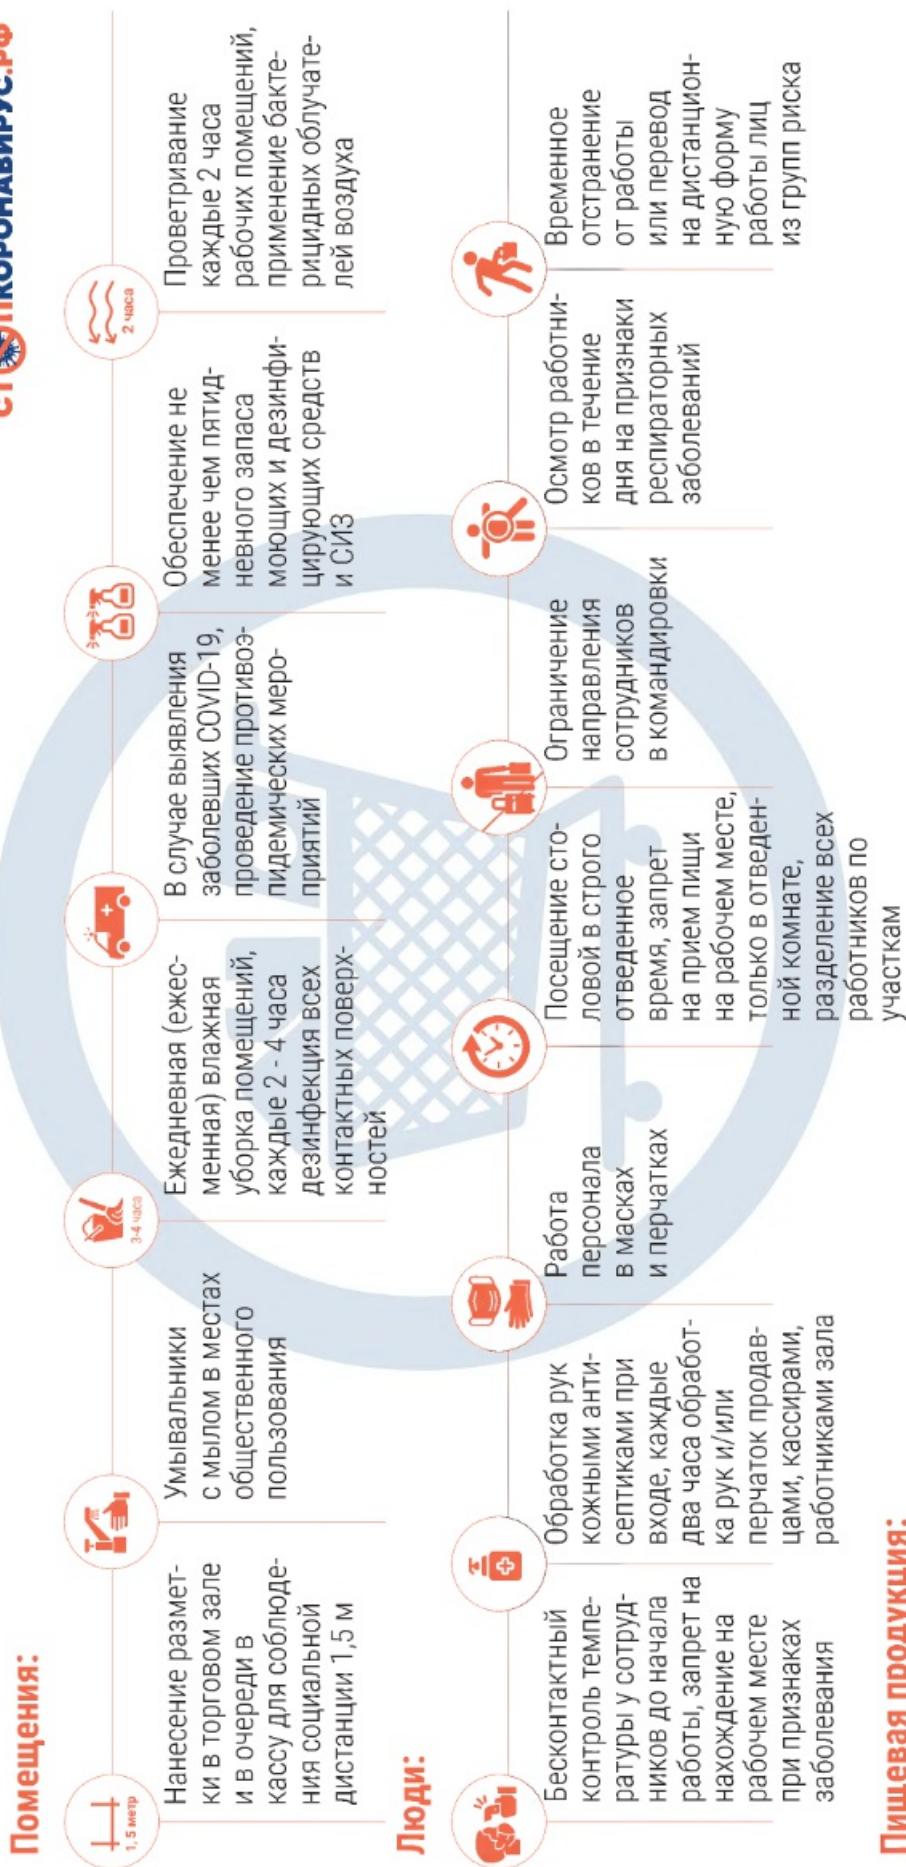 СТОПКОРОНАВИРУС.РФ
Помещения:
1, 5 метр
Нанесение размет-
ки в торговом зале
и в очереди в
кассу для соблюде-
ния социальной
дистанции 1,5 м
Умывальники
с мылом в местах
общественного
пользования
3-4 часа
Ежедневная (ежес-
менная) влажная
уборка помещений,
каждые 2 - 4 часа
дезинфекция всех
контактных поверх-
ностей
В случае выявления
заболевших COVID-19,
проведение противоэ-
пидемических меро-
приятий
Обеспечение не
менее чем пятид-
невного запаса
моющих и дезинфи-
цирующих средств
и СИЗ
2 часа
Проветривание
каждые 2 часа
рабочих помещений,
применение бакте-
рицидных облучате-
лей воздуха
Люди:
Бесконтактный
контроль темпе-
ратуры у сотруд-
ников до начала
работы, запрет на
нахождение на
рабочем месте
при признаках
заболевания
Обработка рук
кожными анти-
септиками при
входе, каждые
два часа обработ-
ка рук и/или
перчаток продав-
цами, кассирами,
работниками зала
Работа
персонала
в масках
и перчатках
Посещение сто-
ловой в строго
отведенное
время, запрет
на прием пищи
на рабочем месте,
только в отведен-
ной комнате,
разделение всех
работников по
участкам
Ограничение
направления
сотрудников
в командировки
Осмотр работни-
ков в течение
дня на признаки
респираторных
заболеваний
Временное
отстранение
от работы
или перевод
на дистанцион-
ную форму
работы лиц
из групп риска
Пищевая продукция: